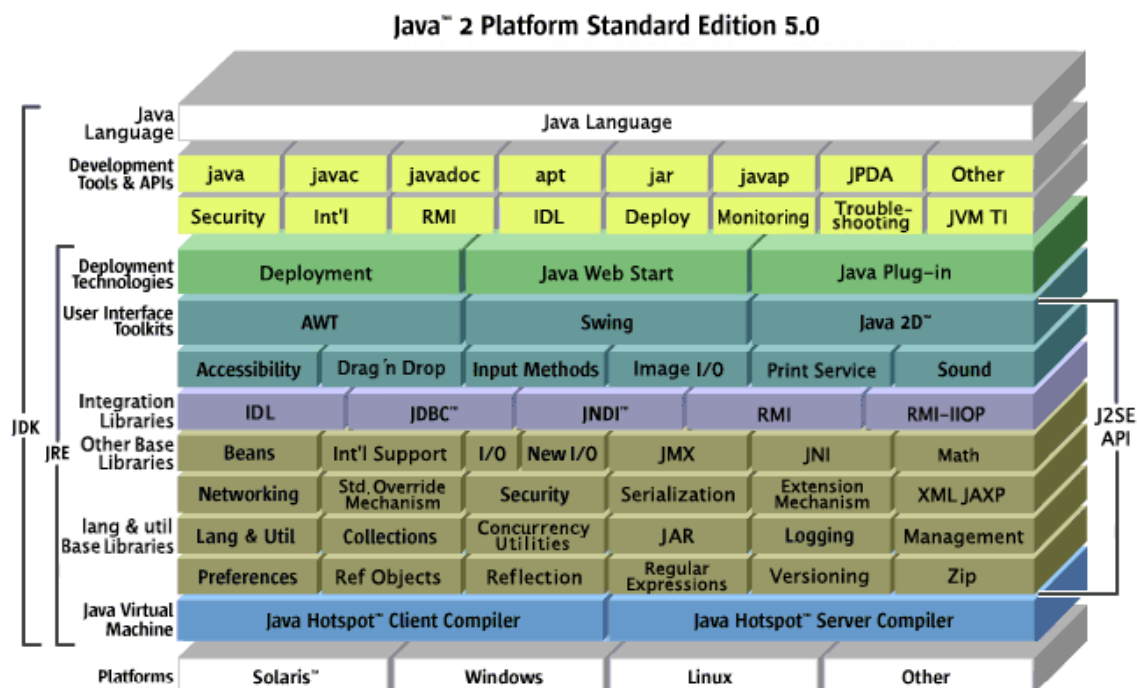 Java™ 2 Platform Standard Edition 5.0
Java
Language
Java Language
Development
Tools & APIs
java javac javadoc apt jar javap JPDA Other
Security Int'l RMI IDL Deploy Monitoring Trouble-
shooting JVM TI
Deployment
Technologies
Deployment Java Web Start Java Plug-in
User Interface
Toolkits
AWT Swing Java 2D™
Accessibility Drag 'n Drop Input Methods Image I/O Print Service Sound
Integration
Libraries
IDL JDBC™ JNDI™ RMI RMI-IIOP
Other Base
Libraries
Beans Int'l Support I/O New I/O JMX JNI Math
Networking Std. Override
Mechanism Security Serialization Extension
Mechanism XML JAXP
lang & util
Base Libraries
Lang & Util Collections Concurrency
Utilities JAR Logging Management
Preferences Ref Objects Reflection Regular
Expressions Versioning Zip
Java Virtual
Machine
Java Hotspot™ Client Compiler Java Hotspot™ Server Compiler
Platforms
Solaris™ Windows Linux Other
JDK
JRE
J2SE
API